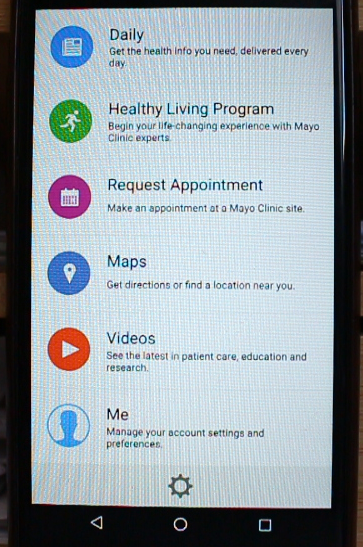 Daily
Get the health info you need, delivered every
day.
Healthy Living Program
Begin your life-changing experience with Mayo
Clinic experts.
Request Appointment
Make an appointment at a Mayo Clinic site.
Maps
Get directions or find a location near you.
Videos
See the latest in patient care, education and
research.
Me
Manage your account settings and
preferences.